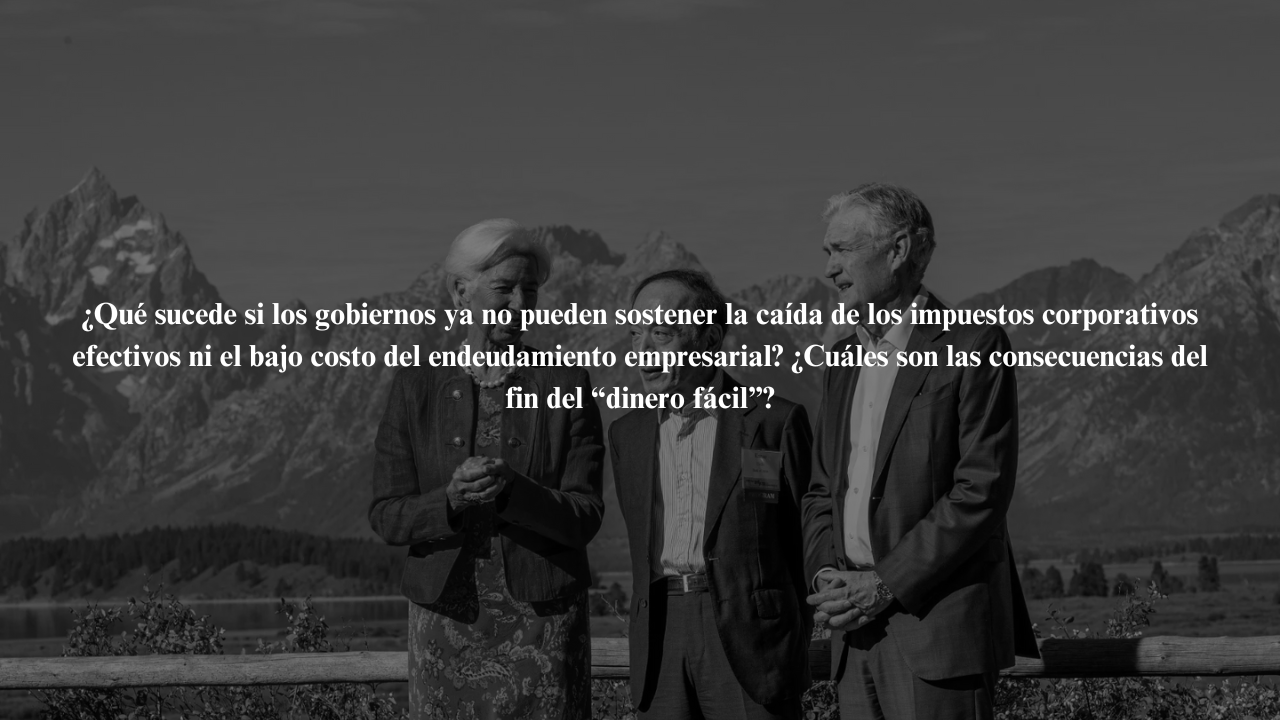 ¿Qué sucede si los gobiernos ya no pueden sostener la caída de los impuestos corporativos
efectivos ni el bajo costo del endeudamiento empresarial? ¿Cuáles son las consecuencias del
fin del “dinero fácil”?